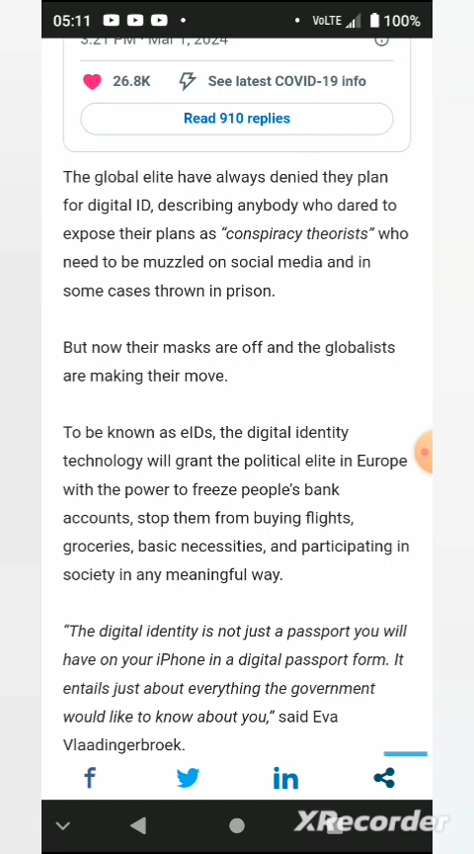 05:11 • VoLTE 100%
3:21 PM · Mar 1, 2024
26.8K See latest COVID-19 info
Read 910 replies
The global elite have always denied they plan
for digital ID, describing anybody who dared to
expose their plans as “conspiracy theorists” who
need to be muzzled on social media and in
some cases thrown in prison.
But now their masks are off and the globalists
are making their move.
To be known as eIDs, the digital identity
technology will grant the political elite in Europe
with the power to freeze people’s bank
accounts, stop them from buying flights,
groceries, basic necessities, and participating in
society in any meaningful way.
“The digital identity is not just a passport you will
have on your iPhone in a digital passport form. It
entails just about everything the government
would like to know about you,” said Eva
Vlaadingerbroek.
XRecorder